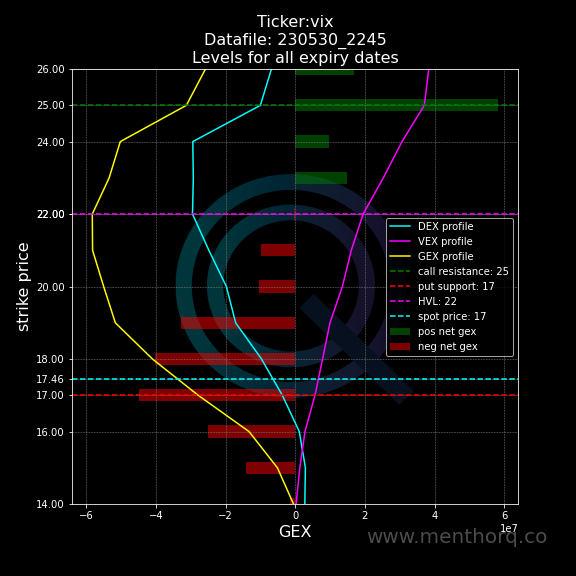 Ticker:vix
Datafile: 230530_2245
Levels for all expiry dates
26.00
25.00
24.00
22.00
20.00
18.00
17.46
17.00
16.00
14.00
strike price
DEX profile
VEX profile
GEX profile
call resistance: 25
put support: 17
HVL: 22
spot price: 17
pos net gex
neg net gex
−6 −4 −2 0 2 4 6
1e7
GEX
www.menthorq.co